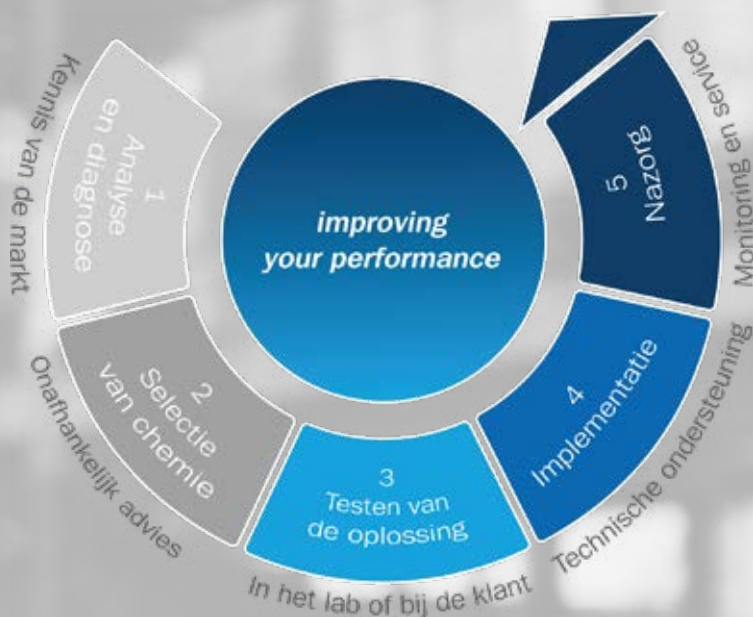 improving
your performance
1
Analyse
en diagnose
Kennis van de markt
2
Selectie
van chemie
Onafhankelijk advies
3
Testen van
de oplossing
In het lab of bij de klant
4
Implementatie
Technische ondersteuning
5
Nazorg
Monitoring en service